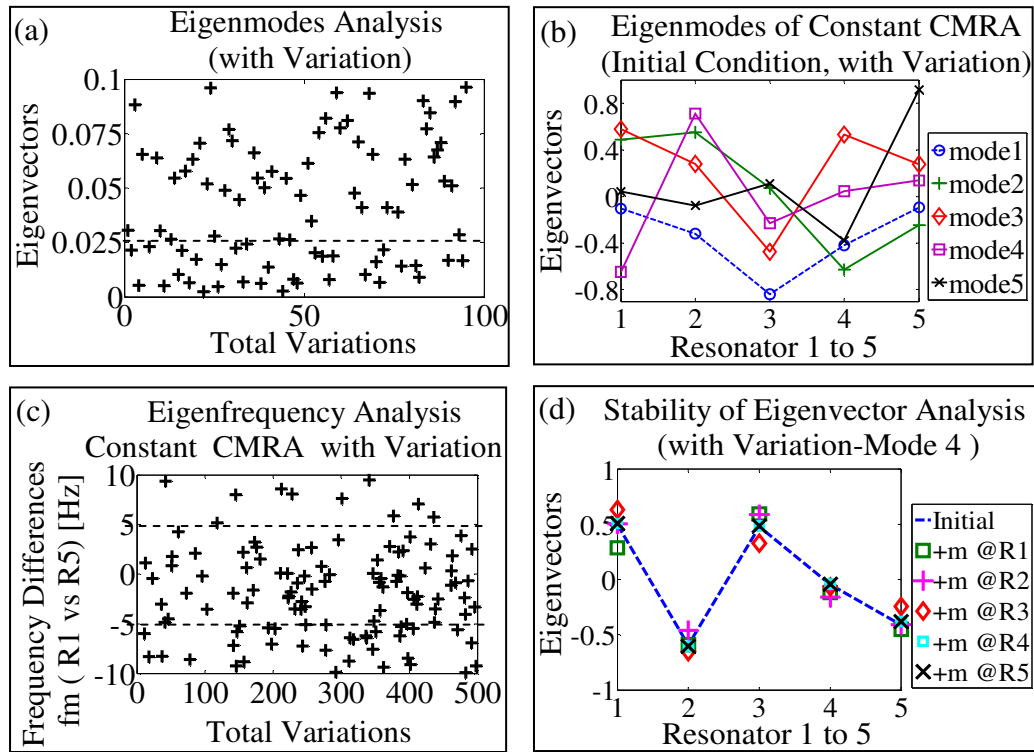 (a) Eigenmodes Analysis
(with Variation)
Eigenvectors
0.1
0.075
0.05
0.025
0
0 50 100
Total Variations
(b) Eigenmodes of Constant CMRA
(Initial Condition, with Variation)
Eigenvectors
0.8
0.4
0
-0.4
-0.8
1 2 3 4 5
Resonator 1 to 5
mode1
mode2
mode3
mode4
mode5
(c) Eigenfrequency Analysis
Constant CMRA with Variation
Frequency Differences
fm ( R1 vs R5) [Hz]
10
5
0
-5
-10
0 100 200 300 400 500
Total Variations
(d) Stability of Eigenvector Analysis
(with Variation-Mode 4 )
Eigenvectors
1
0.5
0
-0.5
-1
1 2 3 4 5
Resonator 1 to 5
Initial
+m @R1
+m @R2
+m @R3
+m @R4
+m @R5